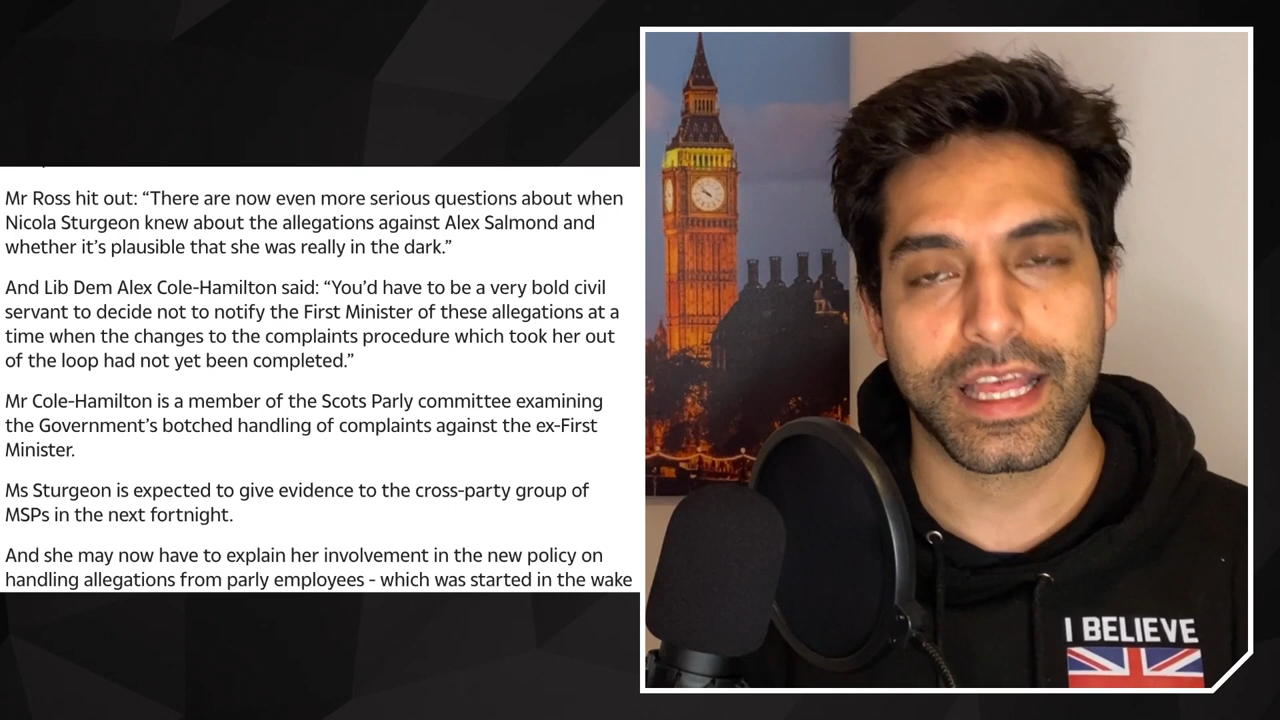 Mr Ross hit out: “There are now even more serious questions about when
Nicola Sturgeon knew about the allegations against Alex Salmond and
whether it’s plausible that she was really in the dark.”
And Lib Dem Alex Cole-Hamilton said: “You’d have to be a very bold civil
servant to decide not to notify the First Minister of these allegations at a
time when the changes to the complaints procedure which took her out
of the loop had not yet been completed.”
Mr Cole-Hamilton is a member of the Scots Parly committee examining
the Government’s botched handling of complaints against the ex-First
Minister.
Ms Sturgeon is expected to give evidence to the cross-party group of
MSPs in the next fortnight.
And she may now have to explain her involvement in the new policy on
handling allegations from parly employees - which was started in the wake
I BELIEVE